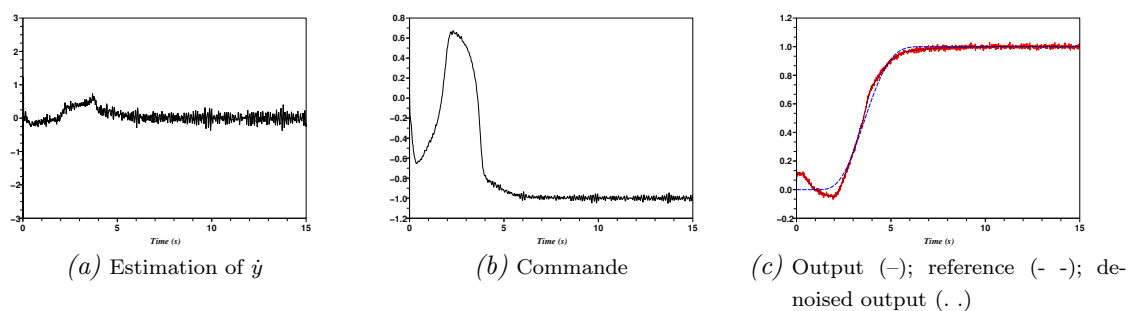 3
2
1
0
−1
−2
−3
0 5 10 15
Time (s)
(a) Estimation of ẏ
1.0
0.8
0.6
0.4
0.2
0.0
−0.2
−0.4
−0.6
−0.8
−1.0
−1.2
0 5 10 15
Time (s)
(b) Commande
1.2
1.0
0.8
0.6
0.4
0.2
0.0
−0.2
0 5 10 15
Time (s)
(c) Output (–); reference (- -); de-
noised output (. .)